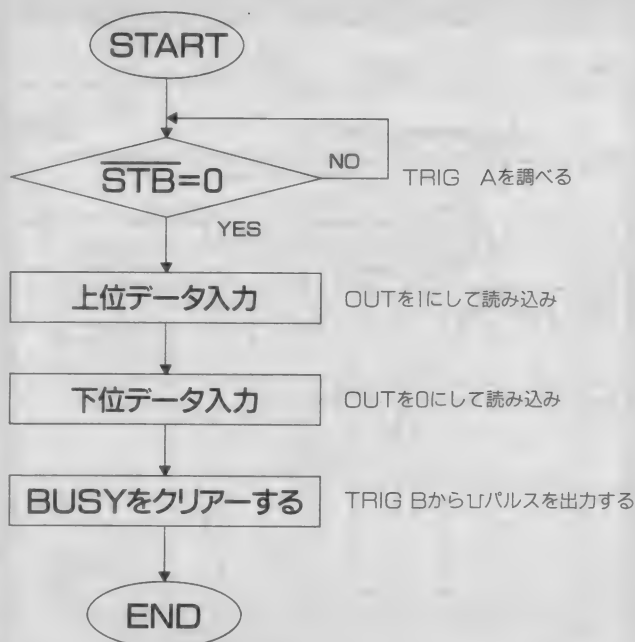 START
STB=0
NO
TRIG Aを調べる
YES
上位データ入力
OUTを1にして読み込み
下位データ入力
OUTを0にして読み込み
BUSYをクリアーする
TRIG Bから⊔パルスを出力する
END